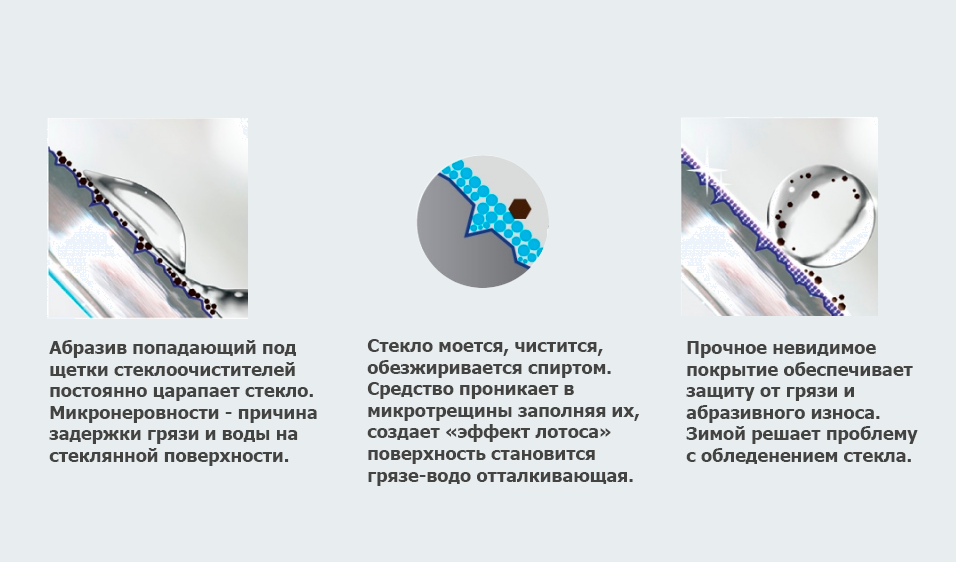 Абразив попадающий под
щетки стеклоочистителей
постоянно царапает стекло.
Микронеровности - причина
задержки грязи и воды на
стеклянной поверхности.
Стекло моется, чистится,
обезжиривается спиртом.
Средство проникает в
микротрещины заполняя их,
создает «эффект лотоса»
поверхность становится
грязе-водо отталкивающая.
Прочное невидимое
покрытие обеспечивает
защиту от грязи и
абразивного износа.
Зимой решает проблему
с обледенением стекла.